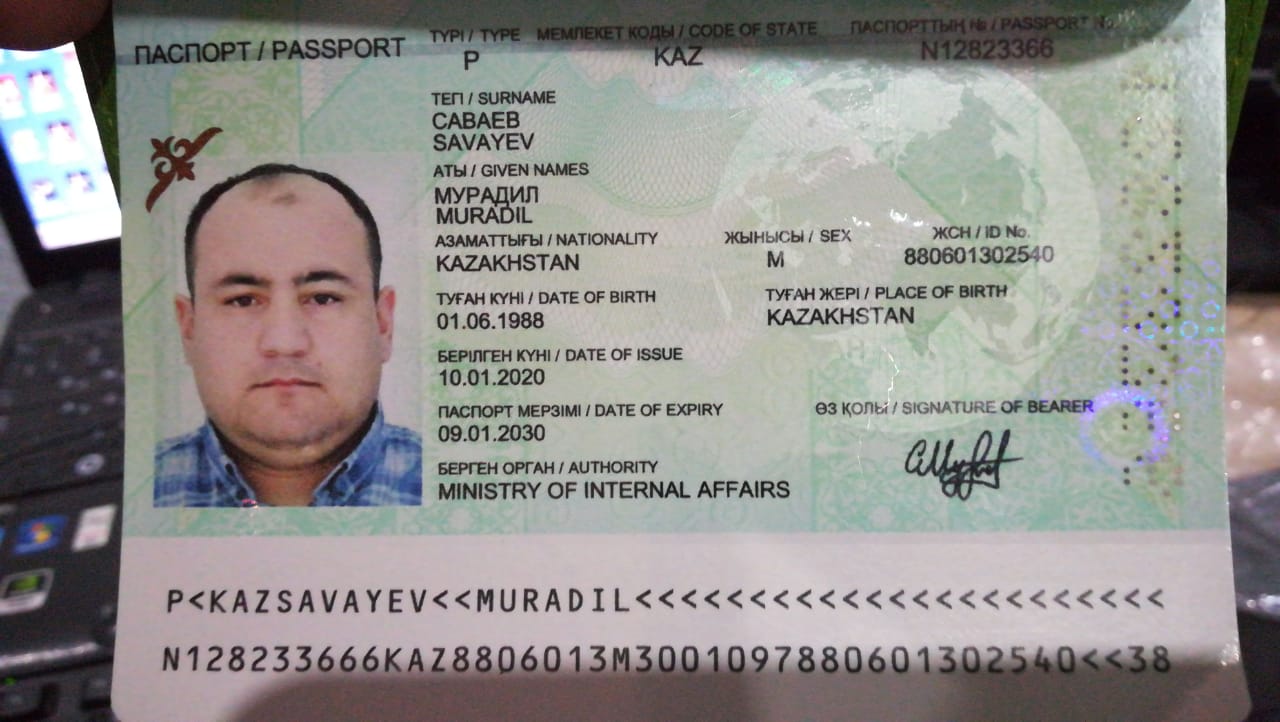 ПАСПОРТ / PASSPORT
ТҮРІ / TYPE МЕМЛЕКЕТ КОДЫ / CODE OF STATE ПАСПОРТТЫҢ № / PASSPORT No.
P KAZ N12823366
ТЕГІ / SURNAME
САВАЕВ
SAVAYEV
АТЫ / GIVEN NAMES
МУРАДИЛ
MURADIL
АЗАМАТТЫҒЫ / NATIONALITY ЖЫНЫСЫ / SEX ЖСН / ID No.
KAZAKHSTAN M 880601302540
ТУҒАН КҮНІ / DATE OF BIRTH ТУҒАН ЖЕРІ / PLACE OF BIRTH
01.06.1988 KAZAKHSTAN
БЕРІЛГЕН КҮНІ / DATE OF ISSUE
10.01.2020
ПАСПОРТ МЕРЗІМІ / DATE OF EXPIRY ӨЗ ҚОЛЫ / SIGNATURE OF BEARER
09.01.2030
БЕРГЕН ОРГАН / AUTHORITY
MINISTRY OF INTERNAL AFFAIRS
P<KAZSAVAYEV<<MURADIL<<<<<<<<<<<<<<<<<<<<<<<
N128233666KAZ8806013M3001097880601302540<<38